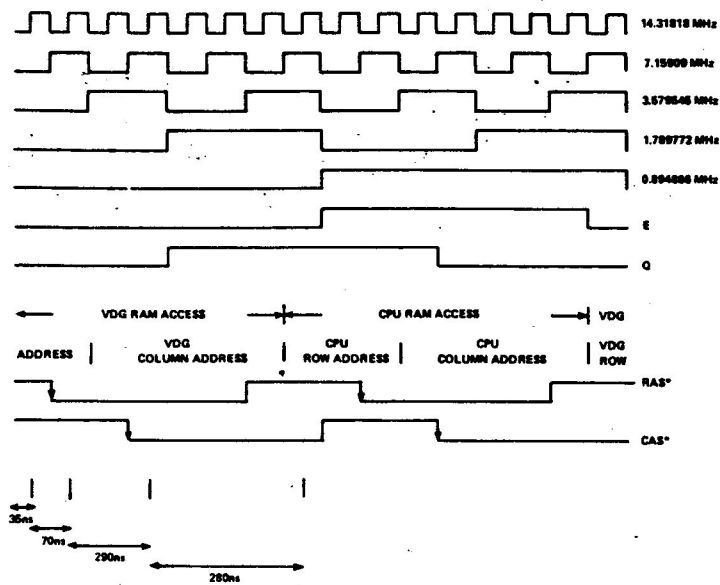 14.31818 MHz
7.15909 MHz
3.579545 MHz
1.789772 MHz
0.894886 MHz
E
Q
VDG RAM ACCESS CPU RAM ACCESS VDG
ADDRESS VDG COLUMN ADDRESS CPU ROW ADDRESS CPU COLUMN ADDRESS VDG ROW
RAS*
CAS*
35ns
70ns
290ns
280ns